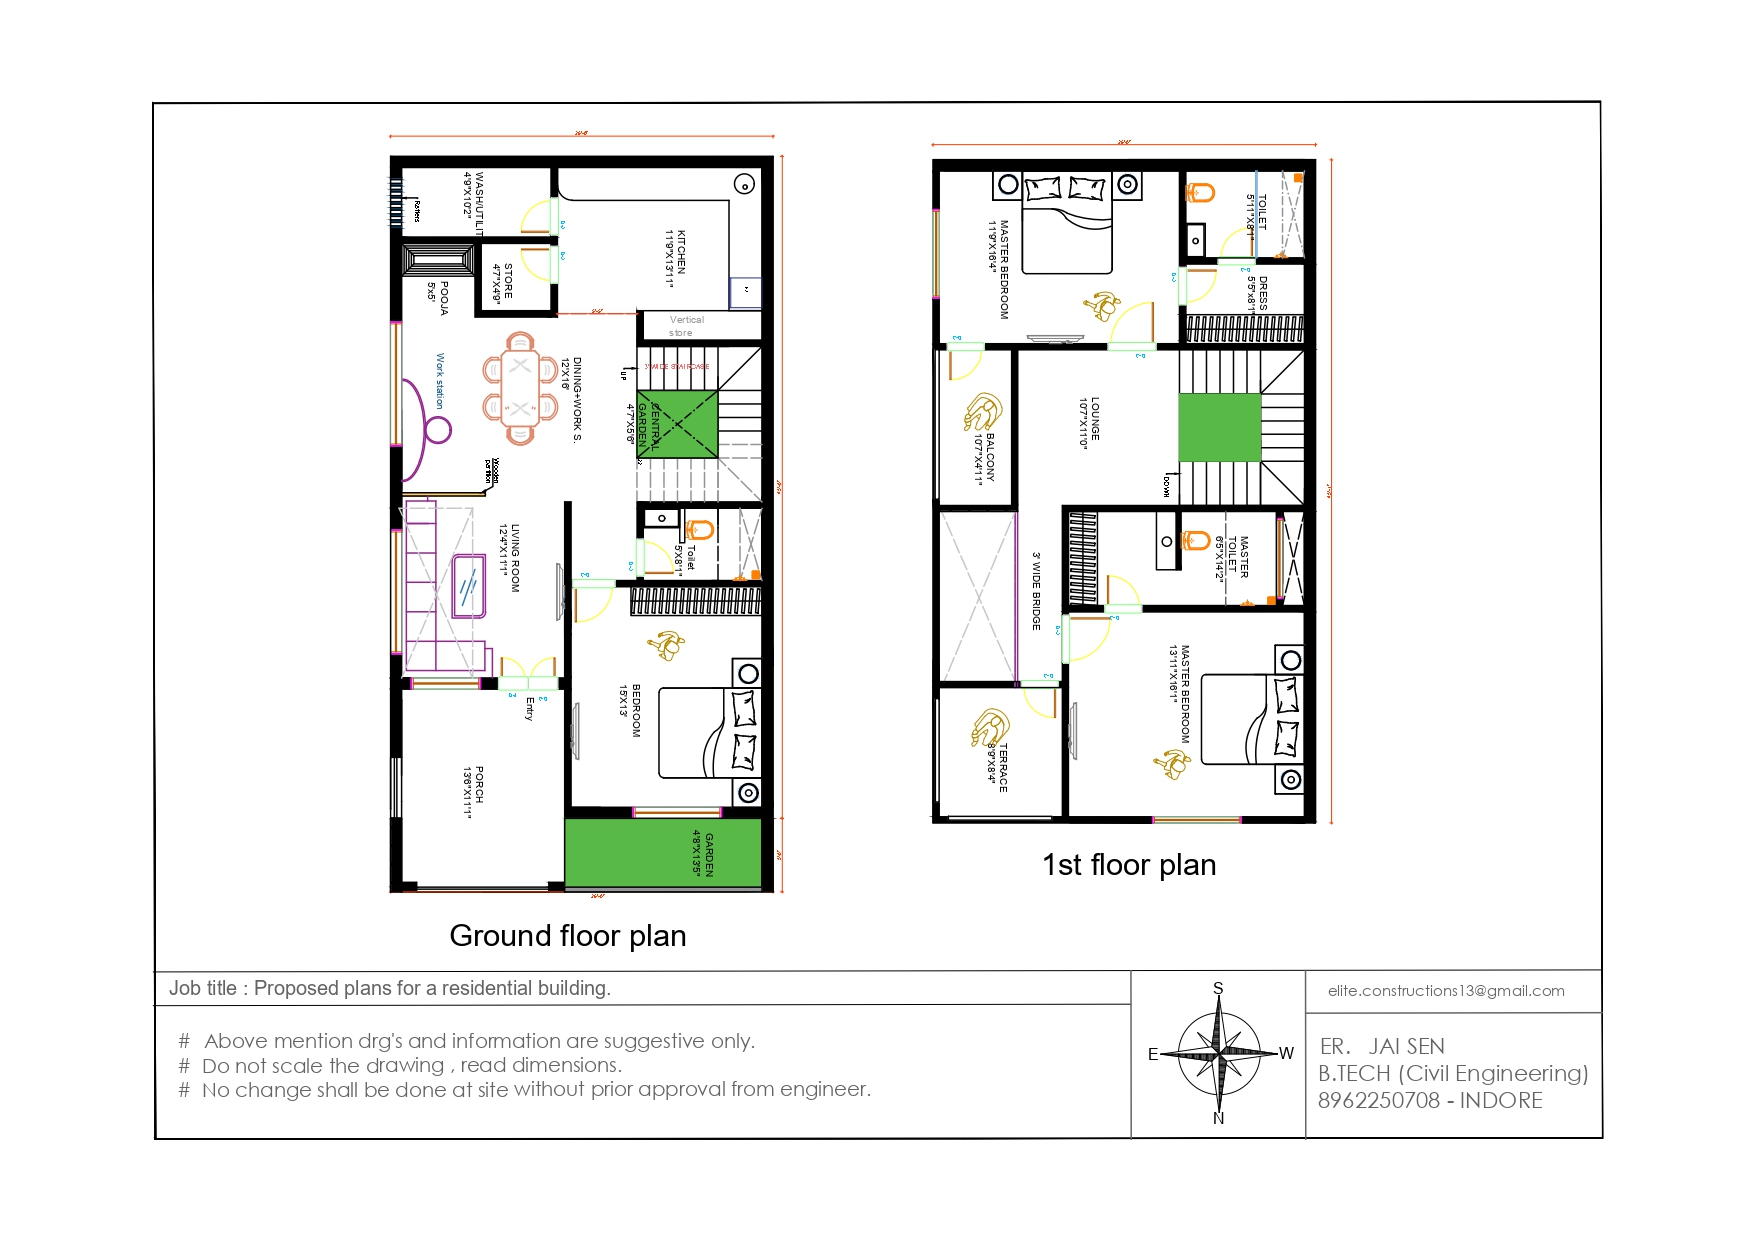 WASH/UTILIT
4'9"X10'2"
Rafters
KITCHEN
11'9"X13'1"
STORE
4'7"X4'9"
POOJA
5'x5'
Vertical
store
Work station
DINING+WORK S.
12'X16'
UP
3' WIDE STAIRCASE
CENTRAL
GARDEN
4'7"X5'6"
Wooden
partition
LIVING ROOM
12'4"X11'1"
Toilet
5'X8'1"
Entry
BEDROOM
15'X13'
PORCH
13'6"X11'1"
GARDEN
4'8"X13'5"
Ground floor plan
MASTER BEDROOM
11'9"X16'4"
TOILET
5'11"X8'1"
DRESS
5'5"x8'1"
LOUNGE
10'7"X11'0"
BALCONY
10'7"X4'11"
DOWN
3' WIDE BRIDGE
MASTER
TOILET
6'5"X14'2"
MASTER BEDROOM
13'11"X16'1"
TERRACE
8'9"X8'4"
1st floor plan
Job title : Proposed plans for a residential building.
# Above mention drg's and information are suggestive only.
# Do not scale the drawing , read dimensions.
# No change shall be done at site without prior approval from engineer.
S
E
W
N
elite.constructions13@gmail.com
ER. JAI SEN
B.TECH (Civil Engineering)
8962250708 - INDORE